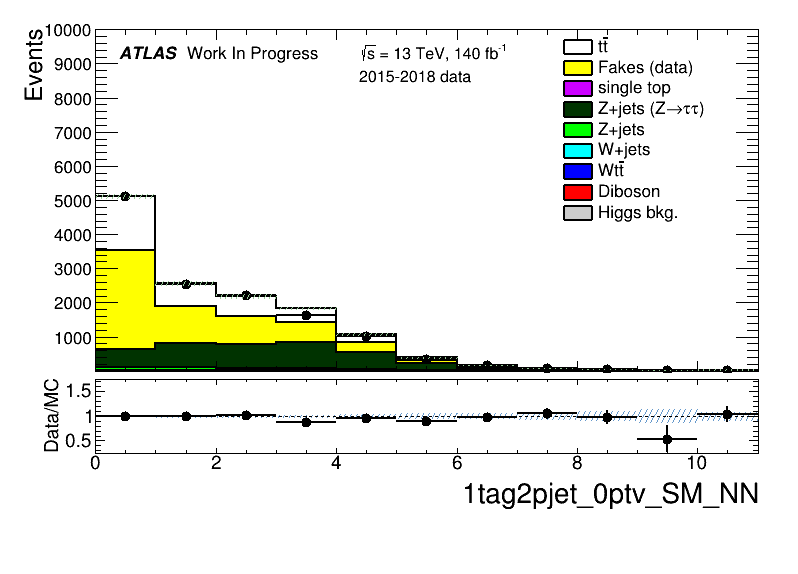 Events
10000
9000
8000
7000
6000
5000
4000
3000
2000
1000
ATLAS Work In Progress
√s = 13 TeV, 140 fb⁻¹
2015-2018 data
tt̄
Fakes (data)
single top
Z+jets (Z→ττ)
Z+jets
W+jets
Wtt̄
Diboson
Higgs bkg.
Data/MC
1.5
1
0.5
0 2 4 6 8 10
1tag2pjet_0ptv_SM_NN